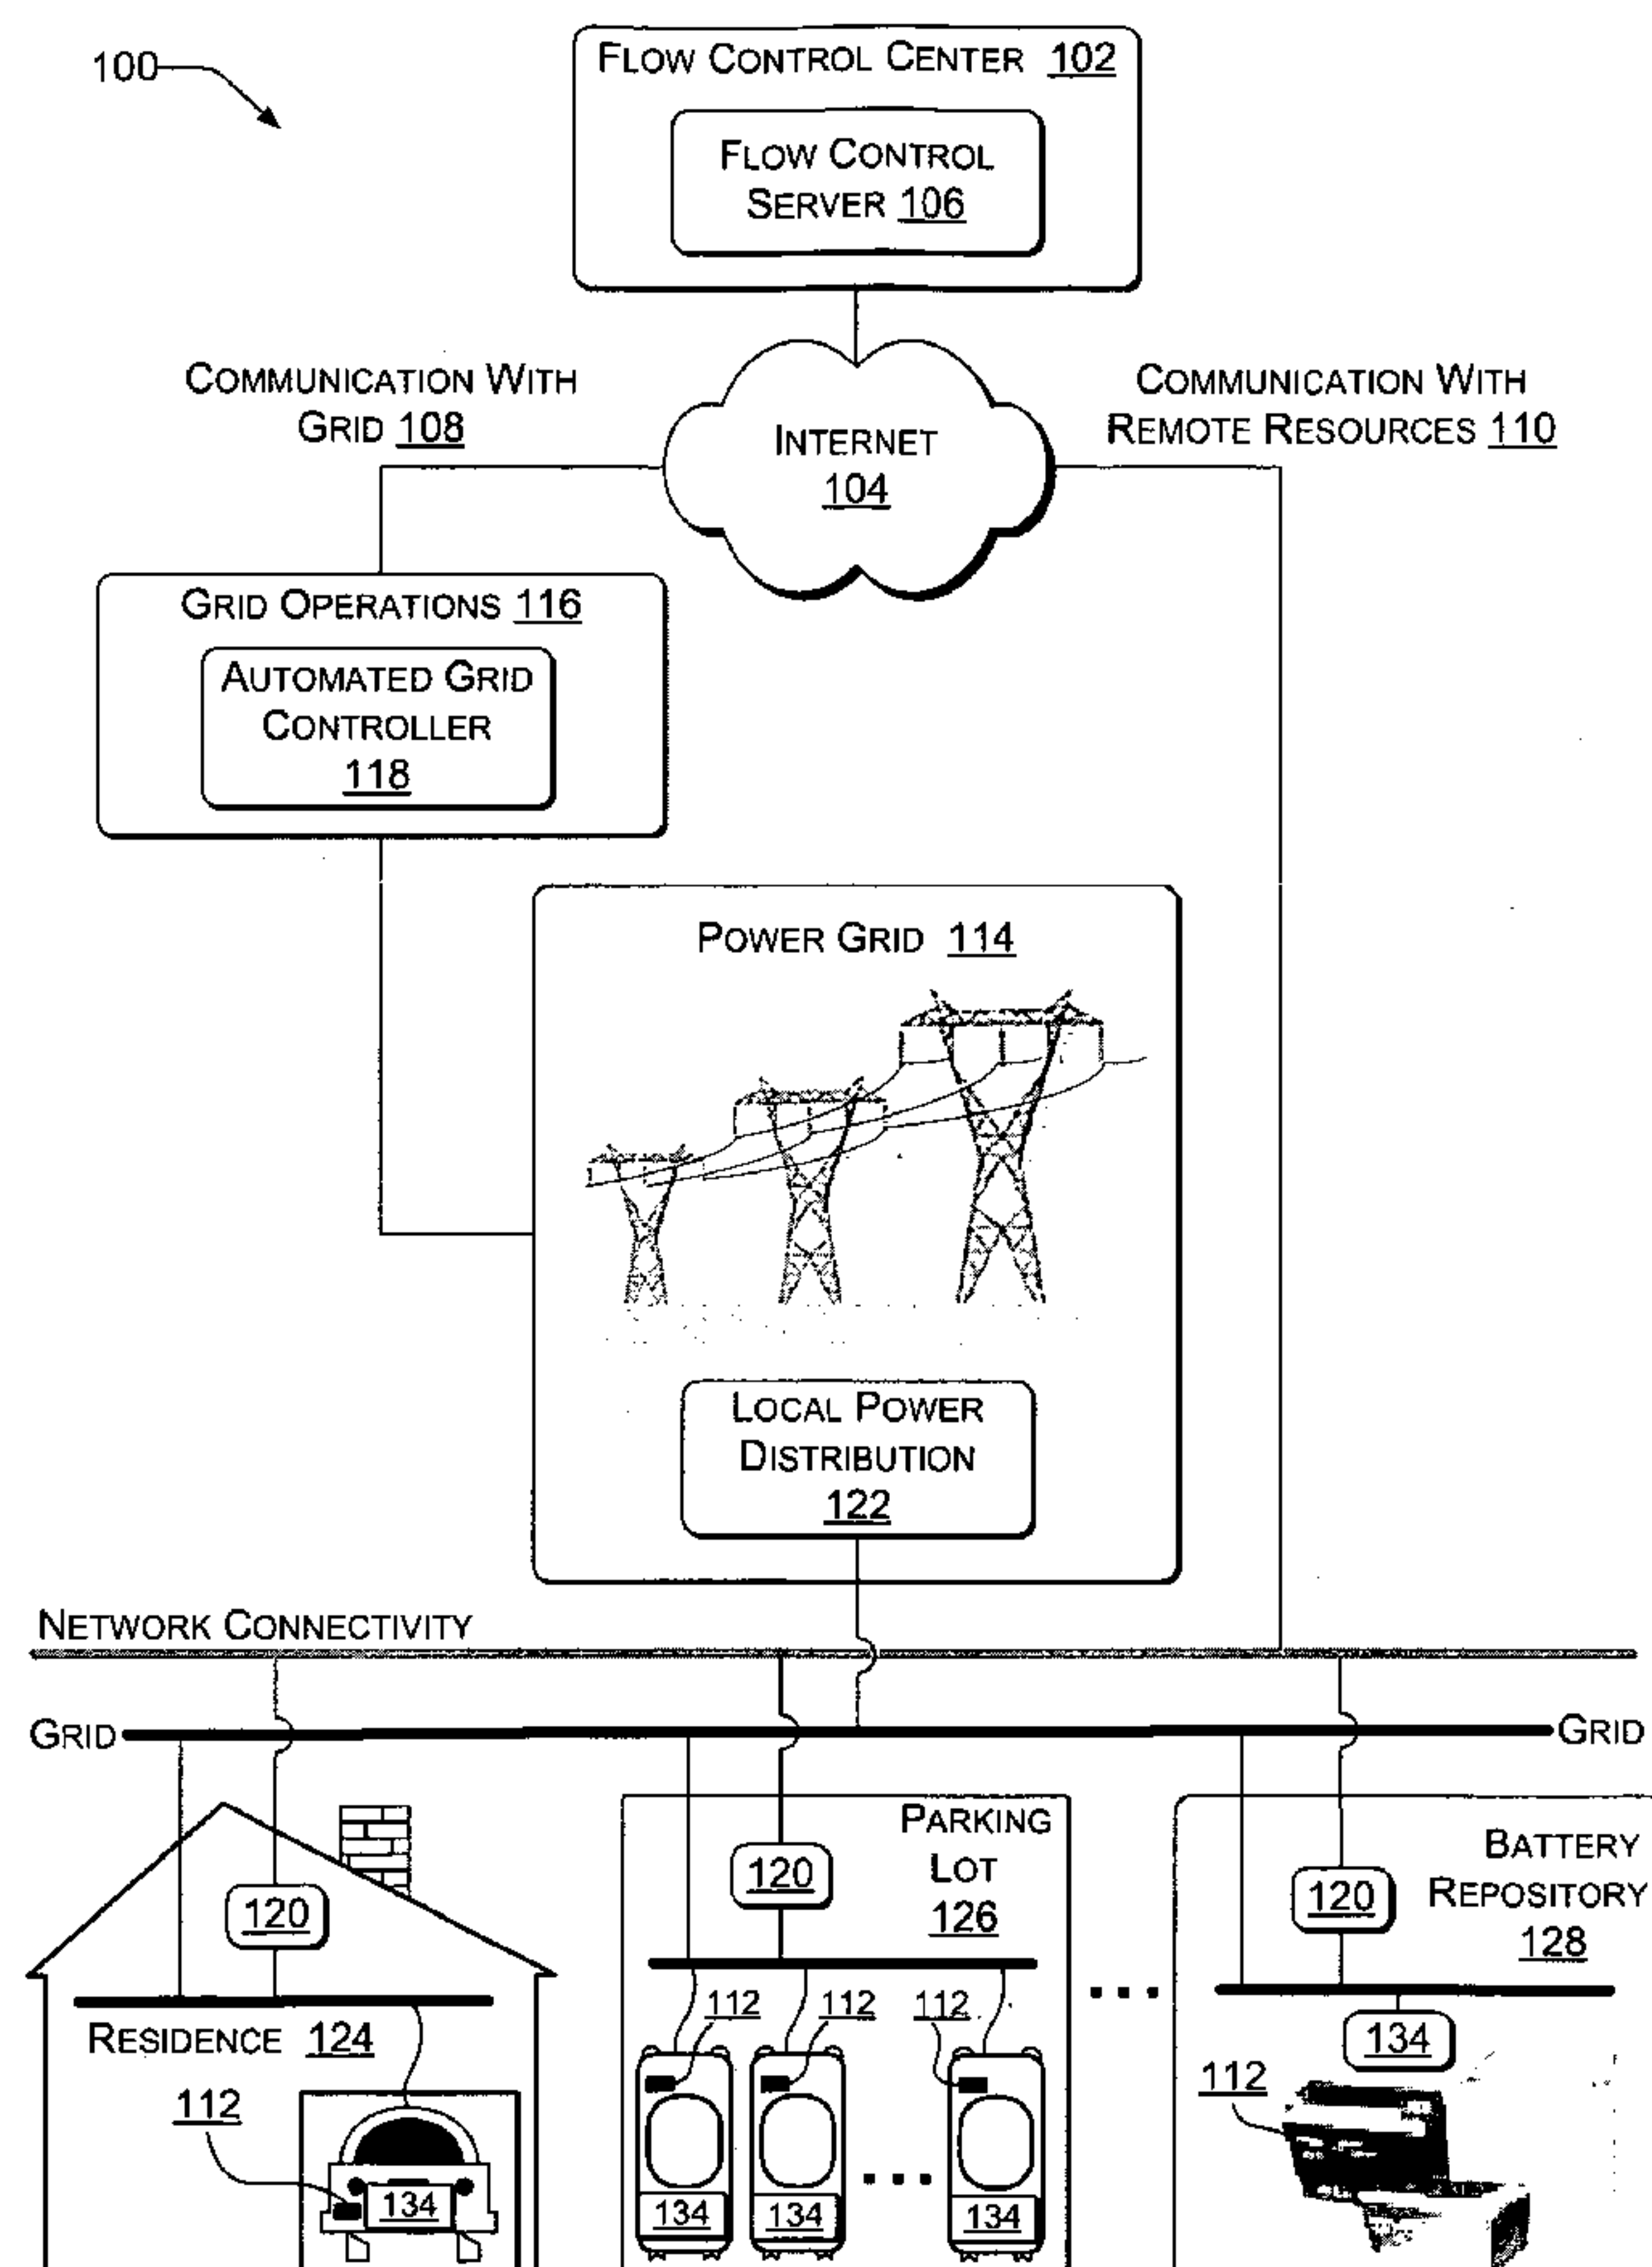 100
FLOW CONTROL CENTER 102
FLOW CONTROL
SERVER 106
COMMUNICATION WITH
GRID 108
INTERNET
104
COMMUNICATION WITH
REMOTE RESOURCES 110
GRID OPERATIONS 116
AUTOMATED GRID
CONTROLLER
118
POWER GRID 114
LOCAL POWER
DISTRIBUTION
122
NETWORK CONNECTIVITY
GRID
GRID
120
RESIDENCE 124
112
134
PARKING
LOT
126
120
112
112
112
134
134
134
BATTERY
REPOSITORY
128
120
134
112